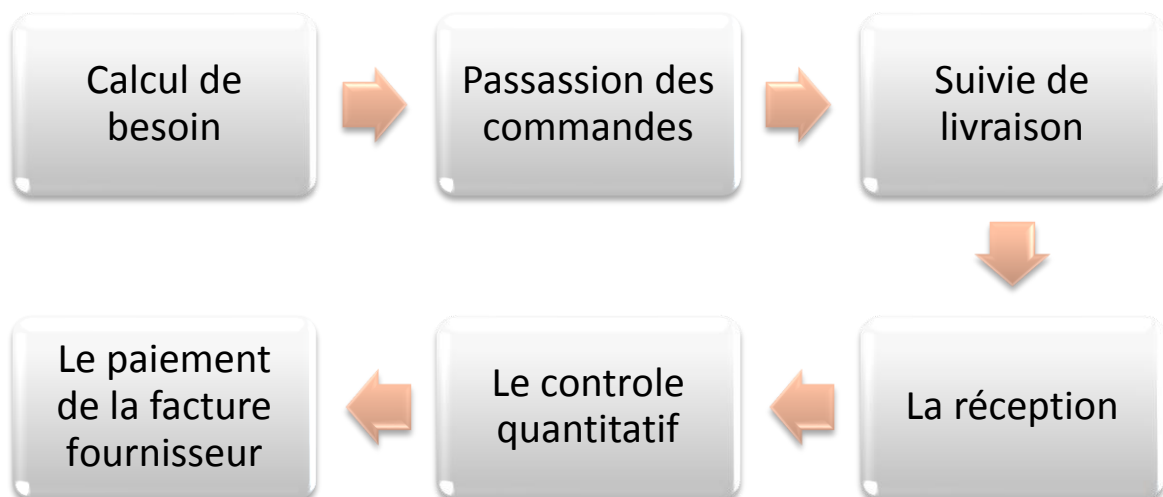 Calcul de
besoin
Passassion des
commandes
Suivie de
livraison
La réception
Le controle
quantitatif
Le paiement
de la facture
fournisseur